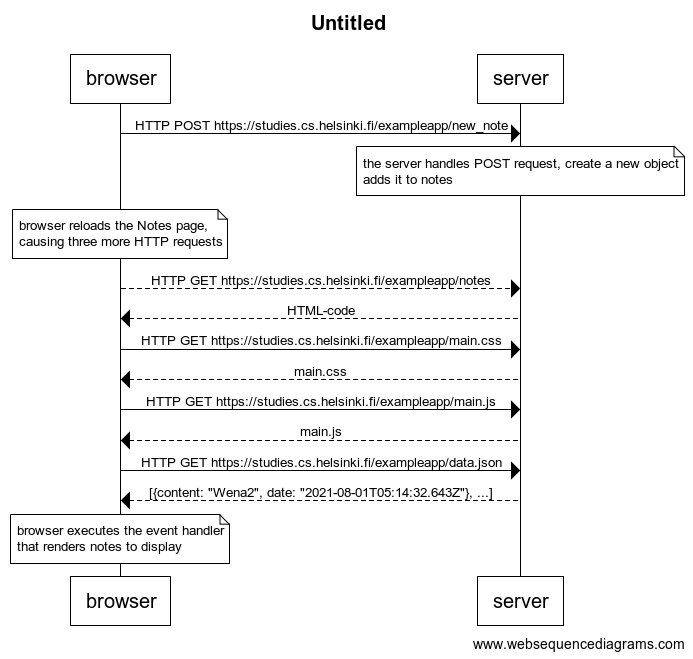 Untitled
browser
server
HTTP POST https://studies.cs.helsinki.fi/exampleapp/new_note
the server handles POST request, create a new object
adds it to notes
browser reloads the Notes page,
causing three more HTTP requests
HTTP GET https://studies.cs.helsinki.fi/exampleapp/notes
HTML-code
HTTP GET https://studies.cs.helsinki.fi/exampleapp/main.css
main.css
HTTP GET https://studies.cs.helsinki.fi/exampleapp/main.js
main.js
HTTP GET https://studies.cs.helsinki.fi/exampleapp/data.json
[{content: "Wena2", date: "2021-08-01T05:14:32.643Z"}, ...]
browser executes the event handler
that renders notes to display
browser
server
www.websequencediagrams.com